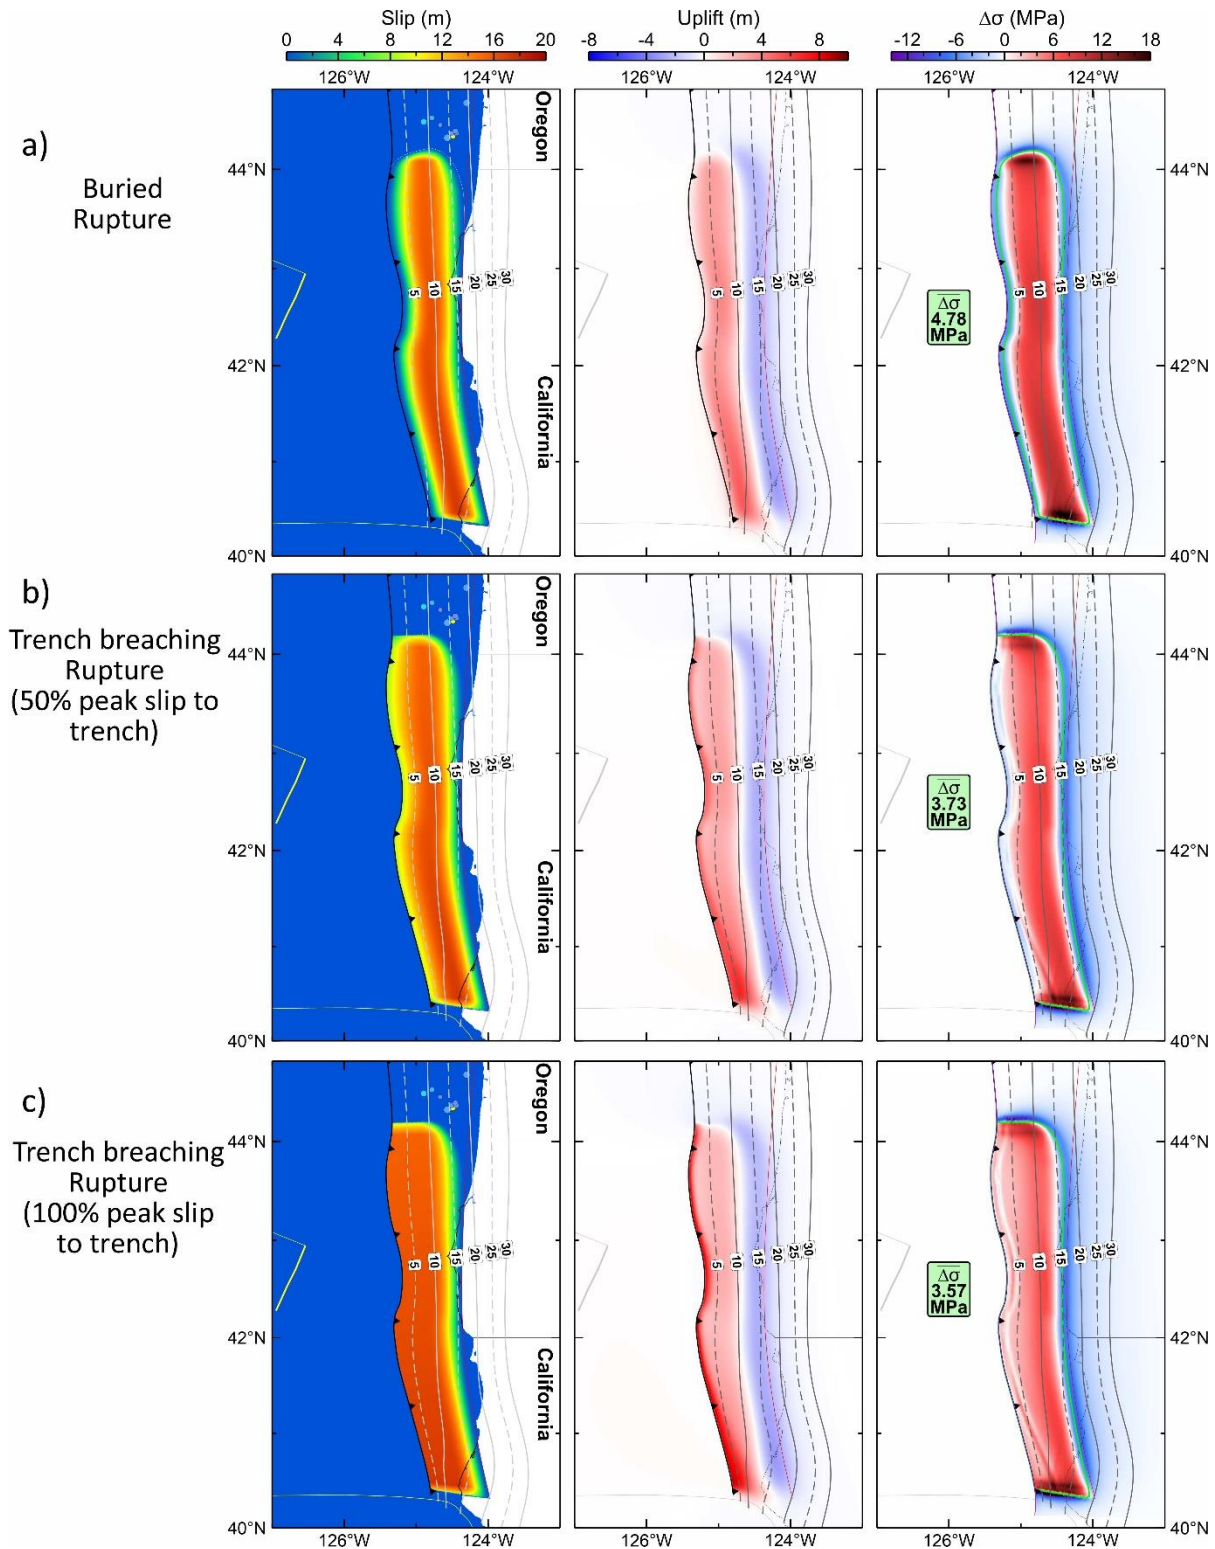 Slip (m)
Uplift (m)
Δσ (MPa)
0 4 8 12 16 20
-8 -4 0 4 8
-12 -6 0 6 12 18
126°W 124°W
126°W 124°W
126°W 124°W
a)
Buried
Rupture
44°N
42°N
40°N
Oregon
California
5 10 15 20 25 30
5 10 15 20 25 30
5 10 15 20 25 30
Δσ
4.78
MPa
44°N
42°N
40°N
b)
Trench breaching
Rupture
(50% peak slip to
trench)
44°N
42°N
40°N
Oregon
California
5 10 15 20 25 30
5 10 15 20 25 30
5 10 15 20 25 30
Δσ
3.73
MPa
44°N
42°N
40°N
c)
Trench breaching
Rupture
(100% peak slip
to trench)
44°N
42°N
40°N
Oregon
California
5 10 15 20 25 30
5 10 15 20 25 30
5 10 15 20 25 30
Δσ
3.57
MPa
44°N
42°N
40°N
126°W 124°W
126°W 124°W
126°W 124°W